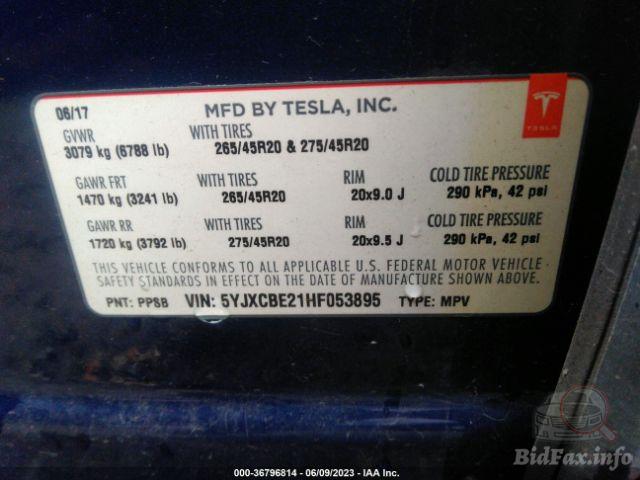 06/17 MFD BY TESLA, INC.
TESLA
GVWR WITH TIRES
3079 kg (6788 lb) 265/45R20 & 275/45R20
GAWR FRT WITH TIRES RIM COLD TIRE PRESSURE
1470 kg (3241 lb) 265/45R20 20x9.0 J 290 kPa, 42 psi
GAWR RR WITH TIRES RIM COLD TIRE PRESSURE
1720 kg (3792 lb) 275/45R20 20x9.5 J 290 kPa, 42 psi
THIS VEHICLE CONFORMS TO ALL APPLICABLE U.S. FEDERAL MOTOR VEHICLE
SAFETY STANDARDS IN EFFECT ON THE DATE OF MANUFACTURE SHOWN ABOVE.
PNT: PPSB VIN: 5YJXCBE21HF053895 TYPE: MPV
BidFax.info
000-36796814 - 06/09/2023 - IAA Inc.